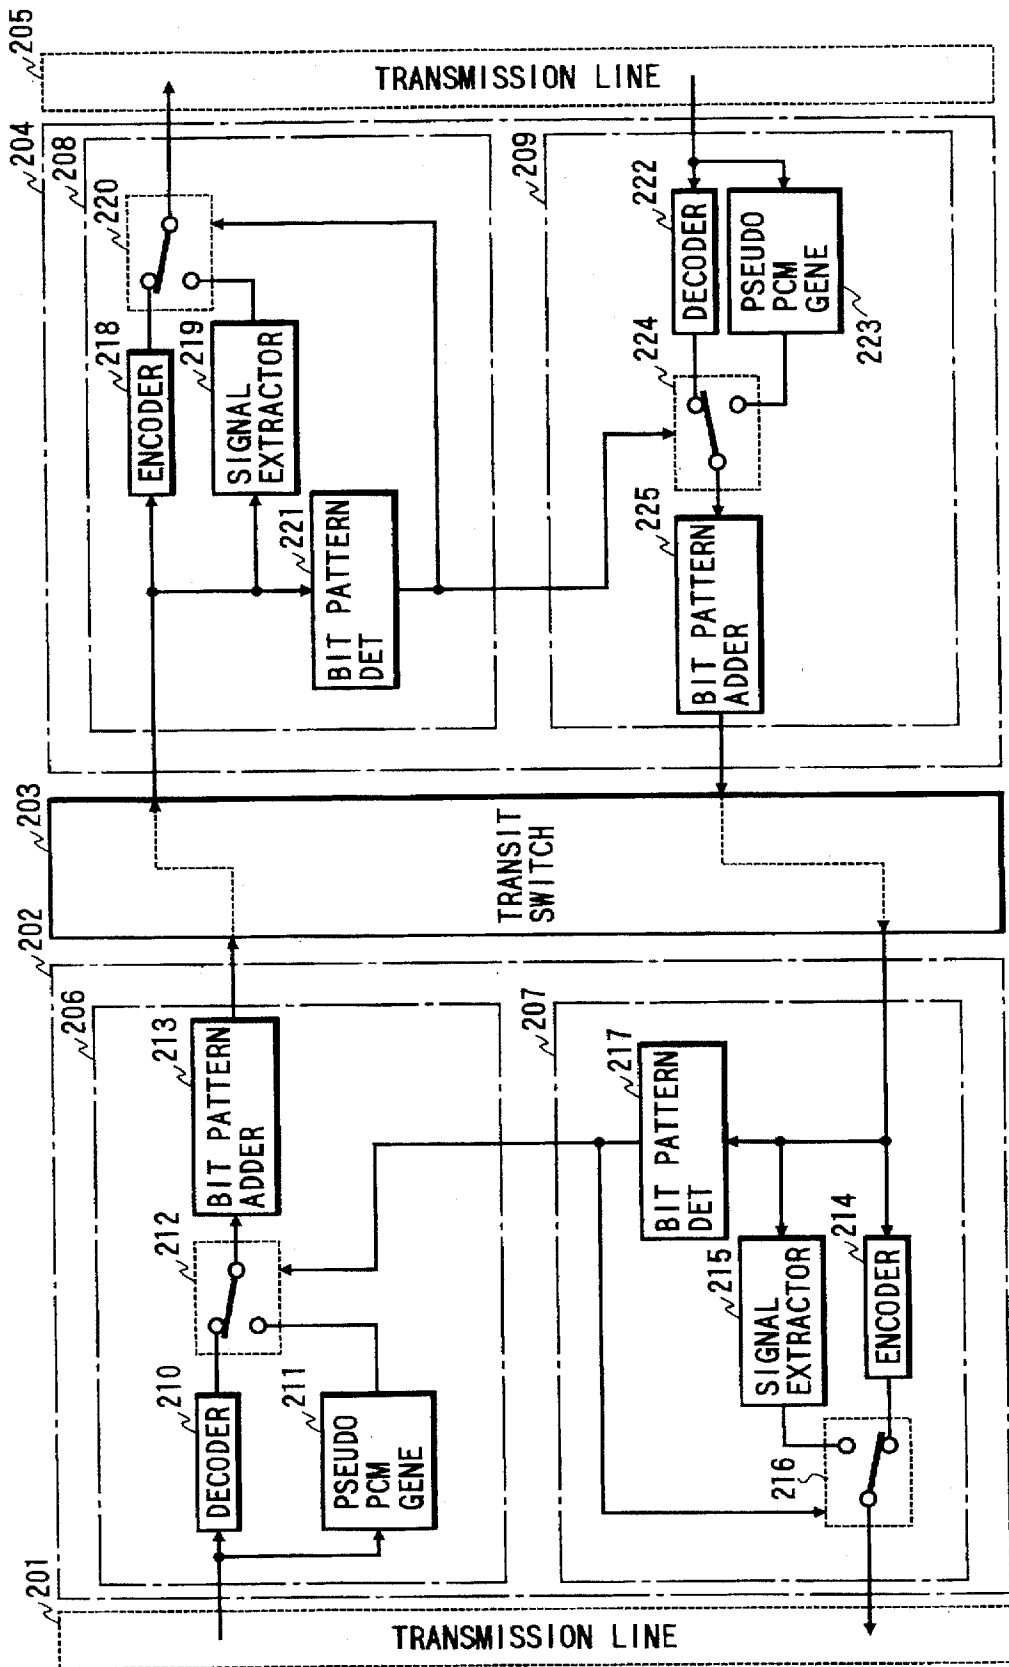 201
TRANSMISSION LINE
202
206
210
DECODER
211
PSEUDO
PCM
GENE
212
213
BIT PATTERN
ADDER
207
217
BIT PATTERN
DET
215
SIGNAL
EXTRACTOR
214
ENCODER
216
203
TRANSIT
SWITCH
204
208
218
ENCODER
219
SIGNAL
EXTRACTOR
220
221
BIT PATTERN
DET
209
222
DECODER
PSEUDO
PCM
GENE
223
224
225
BIT PATTERN
ADDER
205
TRANSMISSION LINE